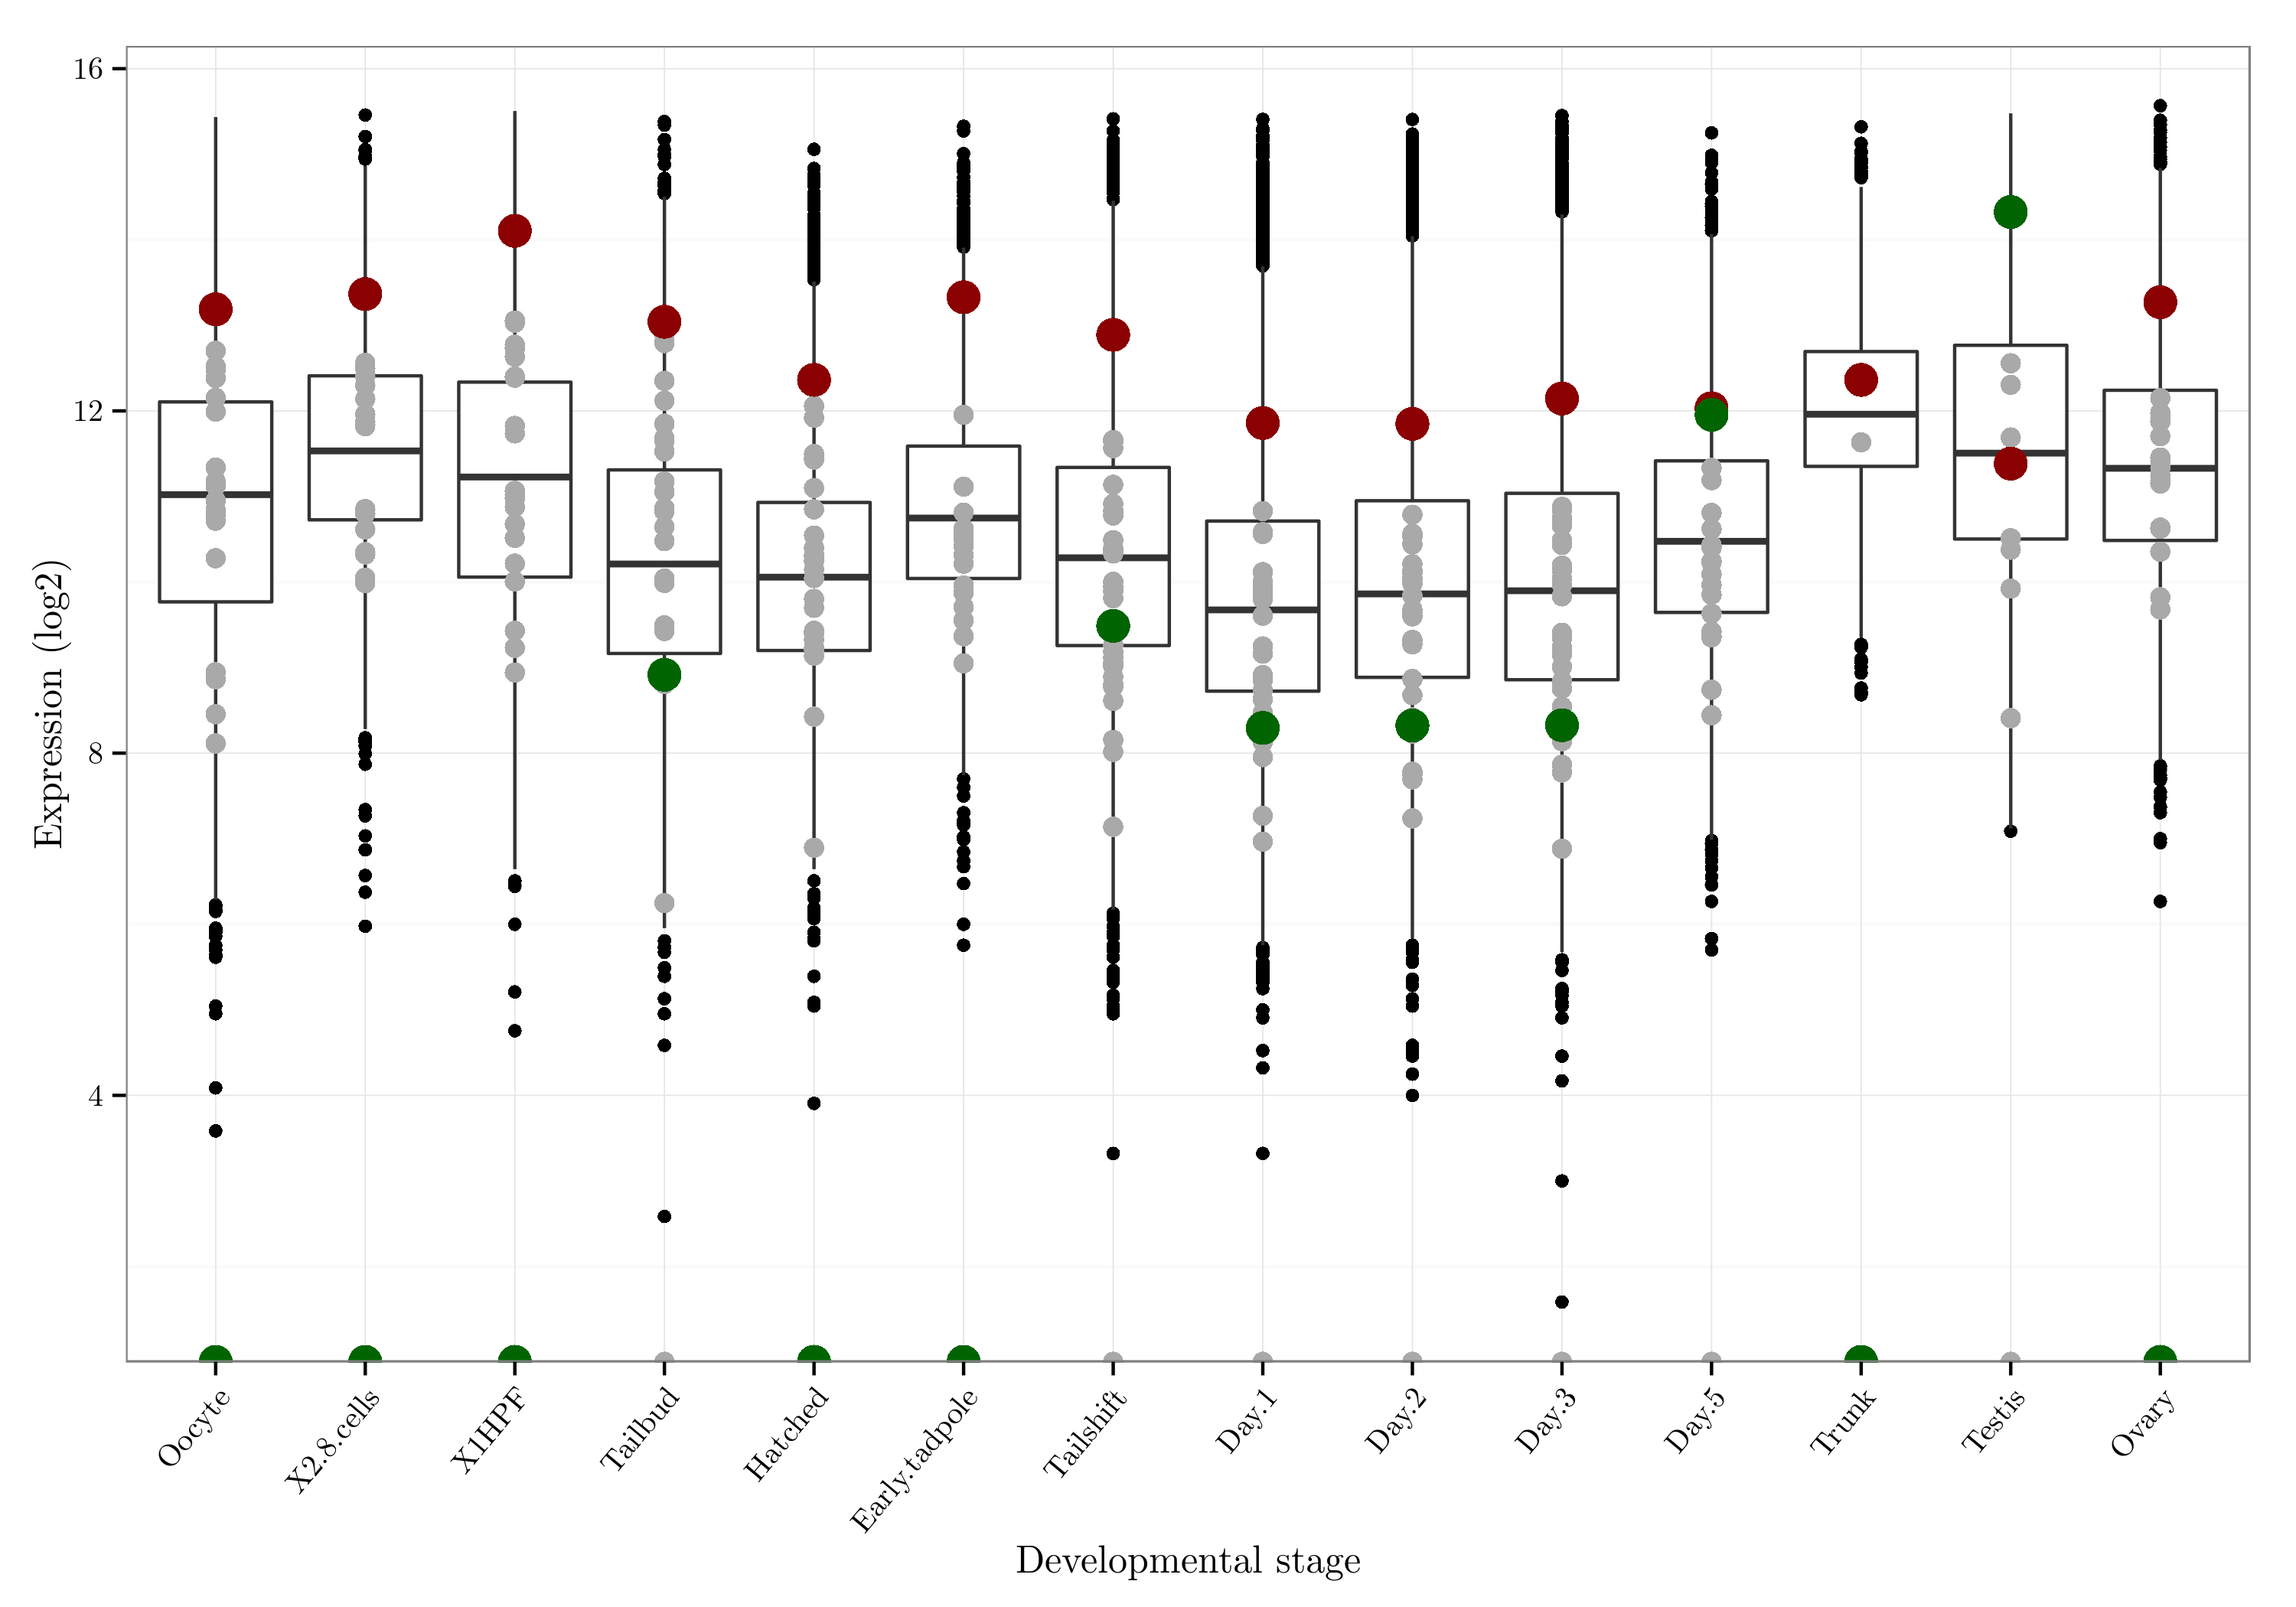 16
12
8
4
Expression (log2)
Oocyte
X2.8.cells
X1HPF
Tailbud
Hatched
Early.tadpole
Tailshift
Day.1
Day.2
Day.3
Day.5
Trunk
Testis
Ovary
Developmental stage